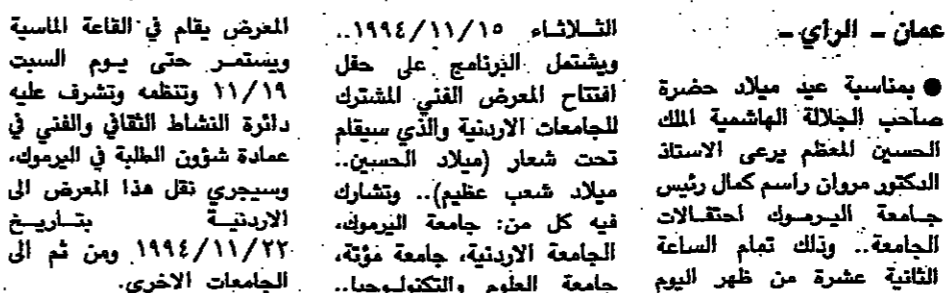 عمان ـ الرأي ـ
● بمناسبة عيد ميلاد حضرة
صاحب الجلالة الهاشمية الملك
الحسين المعظم يرعى الاستاذ
الدكتور مروان راسم كمال رئيس
جامعة اليرموك احتفالات
الجامعة.. وذلك تمام الساعة
الثانية عشرة من ظهر اليوم
الثلاثاء ١٩٩٤/١١/١٥..
ويشتمل البرنامج على حفل
افتتاح المعرض الفني المشترك
للجامعات الاردنية والذي سيقام
تحت شعار (ميلاد الحسين..
ميلاد شعب عظيم).. وتشارك
فيه كل من: جامعة اليرموك،
الجامعة الاردنية، جامعة مؤتة،
جامعة العلوم والتكنولوجيا..
المعرض يقام في القاعة الماسية
ويستمر حتى يوم السبت
١١/١٩ وتنظمه وتشرف عليه
دائرة النشاط الثقافي والفني في
عمادة شؤون الطلبة في اليرموك،
وسيجري نقل هذا المعرض الى
الاردنية بتاريخ
١٩٩٤/١١/٢٢ ومن ثم الى
الجامعات الاخرى.